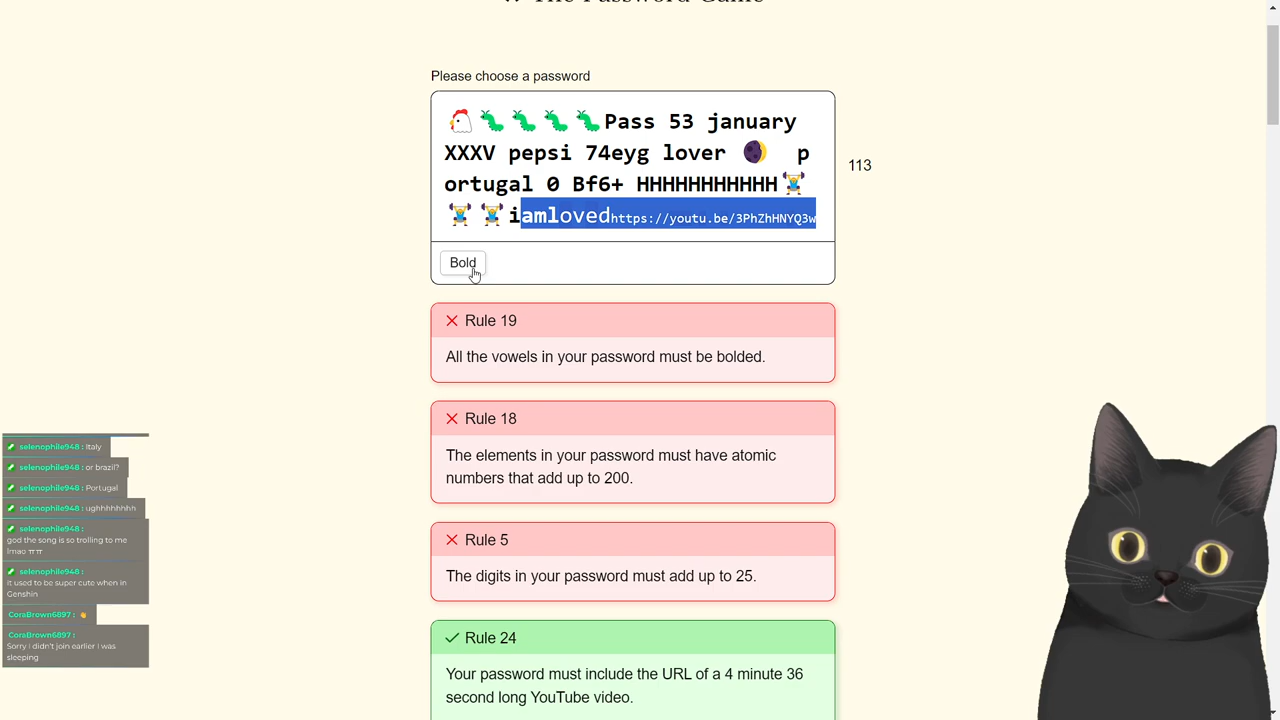 The Password Game
Please choose a password
🐔🐛🐛🐛🐛Pass 53 january
XXXV pepsi 74eyg lover 🌒 p
ortugal 0 Bf6+ HHHHHHHHHHH🏋️
🏋️🏋️iamlovedhttps://youtu.be/3PhZhHNYQ3w
113
Bold
Rule 19
All the vowels in your password must be bolded.
Rule 18
The elements in your password must have atomic
numbers that add up to 200.
Rule 5
The digits in your password must add up to 25.
Rule 24
Your password must include the URL of a 4 minute 36
second long YouTube video.
selenophile948 : Italy
selenophile948 : or brazil?
selenophile948 : Portugal
selenophile948 : ughhhhhhhh
selenophile948 :
god the song is so trolling to me
lmao ㅠㅠ
selenophile948 :
it used to be super cute when in
Genshin
CoraBrown6897 : 👏
CoraBrown6897 :
Sorry I didn't join earlier I was
sleeping